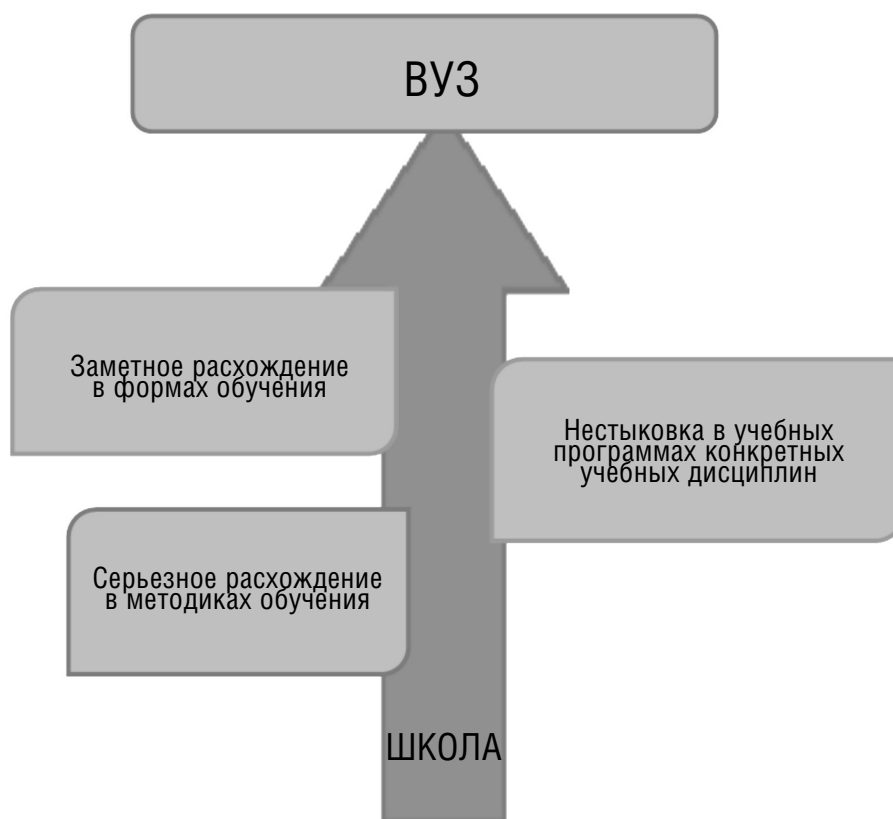 ВУЗ
Заметное расхождение
в формах обучения
Нестыковка в учебных
программах конкретных
учебных дисциплин
Серьезное расхождение
в методиках обучения
ШКОЛА